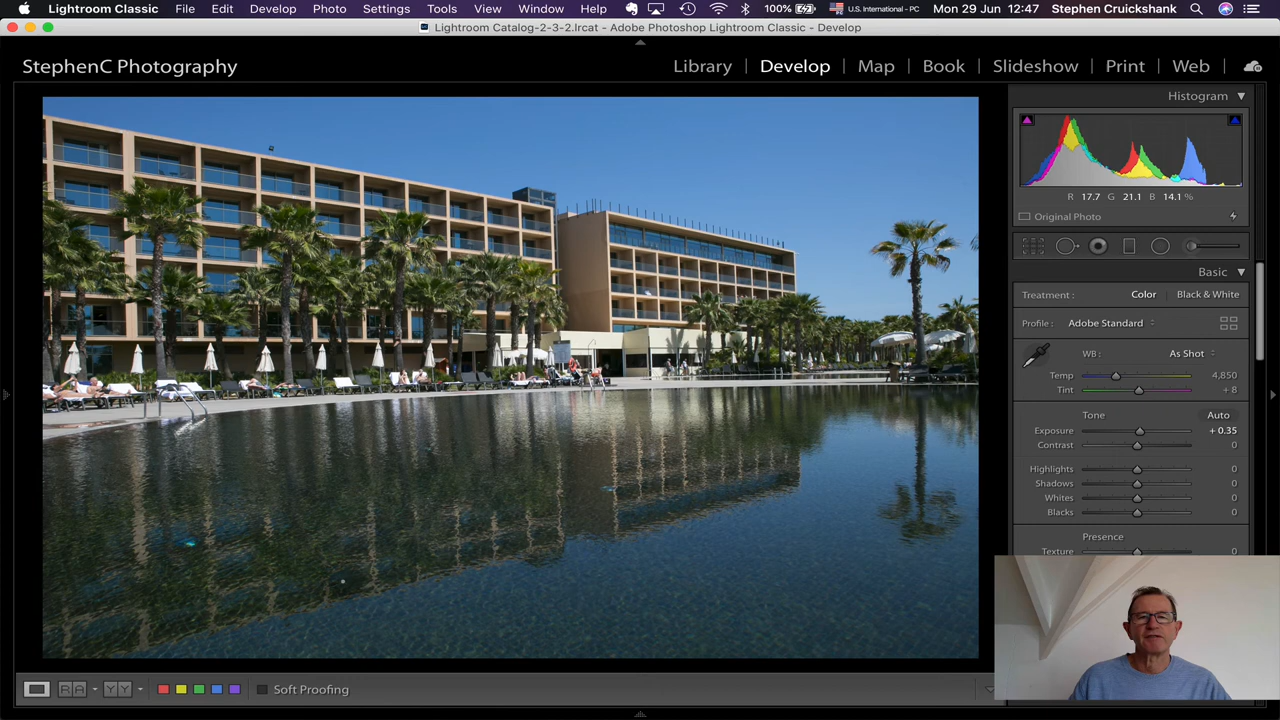 Lightroom Classic File Edit Develop Photo Settings Tools View Window Help 100% U.S. International - PC Mon 29 Jun 12:47 Stephen Cruickshank
Lightroom Catalog-2-3-2.lrcat - Adobe Photoshop Lightroom Classic - Develop
StephenC Photography Library | Develop | Map | Book | Slideshow | Print | Web
Histogram
R 17.7 G 21.1 B 14.1 %
Original Photo
Basic
Treatment : Color Black & White
Profile : Adobe Standard
WB : As Shot
Temp 4,850
Tint + 8
Tone Auto
Exposure + 0.35
Contrast 0
Highlights 0
Shadows 0
Whites 0
Blacks 0
Presence
Texture 0
R A Y Y Soft Proofing